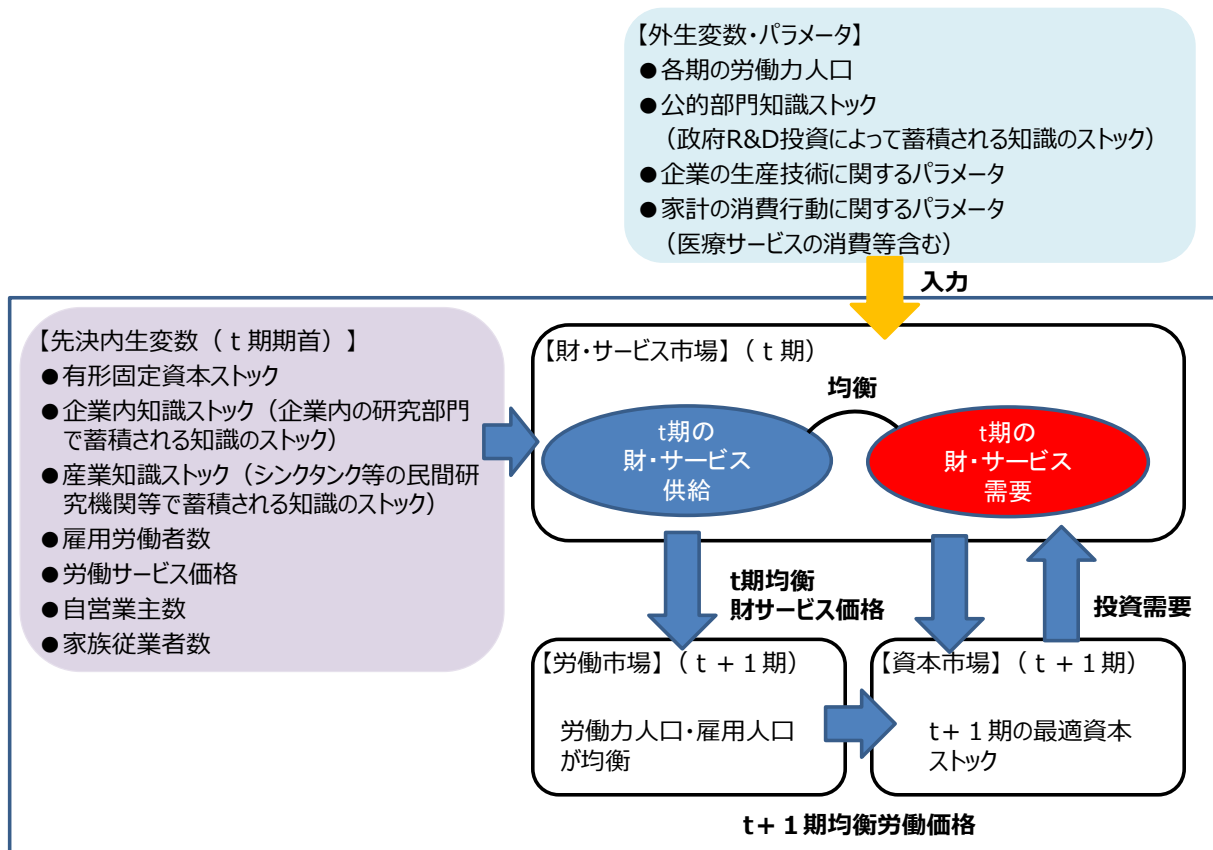 【外生変数・パラメータ】
●各期の労働力人口
●公的部門知識ストック
（政府R&D投資によって蓄積される知識のストック）
●企業の生産技術に関するパラメータ
●家計の消費行動に関するパラメータ
（医療サービスの消費等含む）
入力
【先決内生変数（ｔ期期首）】
●有形固定資本ストック
●企業内知識ストック（企業内の研究部門
で蓄積される知識のストック）
●産業知識ストック（シンクタンク等の民間研
究機関等で蓄積される知識のストック）
●雇用労働者数
●労働サービス価格
●自営業主数
●家族従業者数
【財・サービス市場】（ｔ期）
均衡
t期の
財・サービス
供給
t期の
財・サービス
需要
t期均衡
財サービス価格
投資需要
【労働市場】（ｔ＋１期）
労働力人口・雇用人口
が均衡
【資本市場】（ｔ＋１期）
t＋１期の最適資本
ストック
t＋１期均衡労働価格